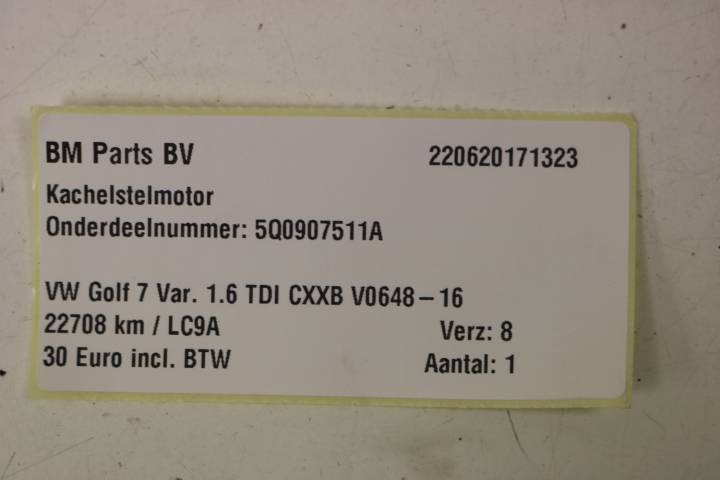 BM Parts BV 220620171323
Kachelstelmotor
Onderdeelnummer: 5Q0907511A
VW Golf 7 Var. 1.6 TDI CXXB V0648-16
22708 km / LC9A Verz: 8
30 Euro incl. BTW Aantal: 1